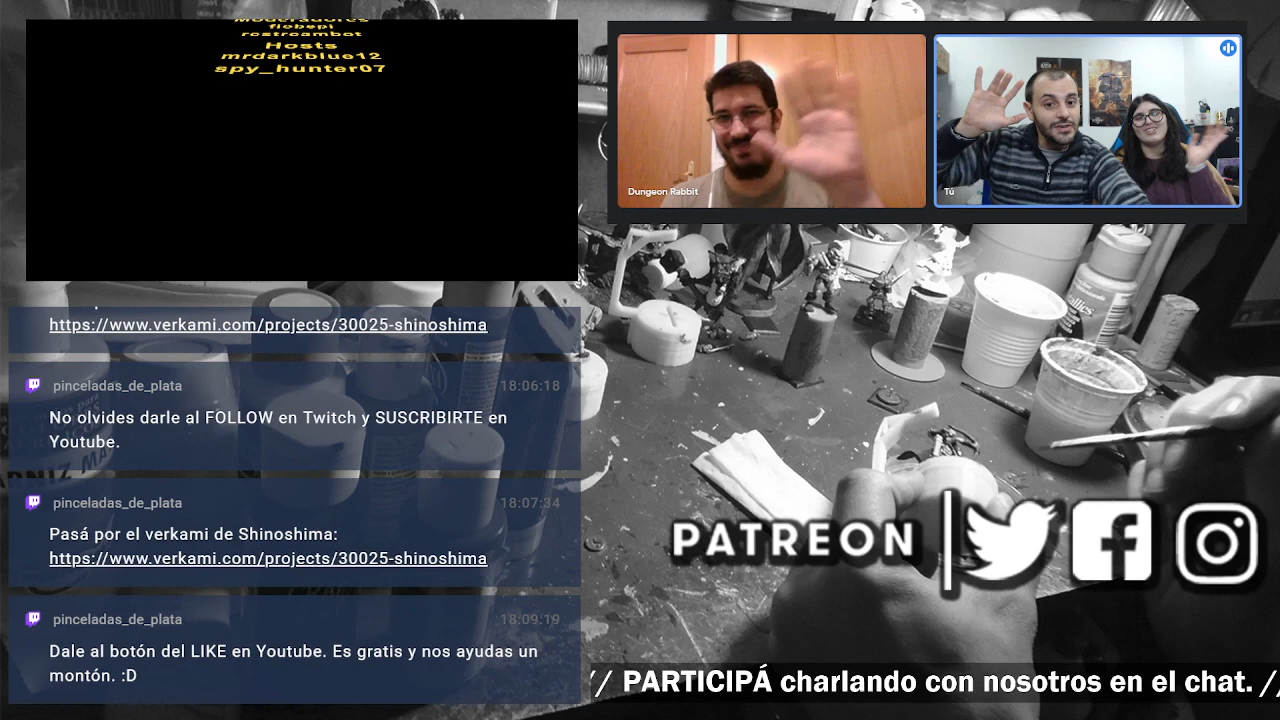 Moderadores
fiobepi
restreambot
Hosts
mrdarkblue12
spy_hunter07
Dungeon Rabbit
Tú
https://www.verkami.com/projects/30025-shinoshima
pinceladas_de_plata
18:06:18
No olvides darle al FOLLOW en Twitch y SUSCRIBIRTE en
Youtube.
pinceladas_de_plata
18:07:34
Pasá por el verkami de Shinoshima:
https://www.verkami.com/projects/30025-shinoshima
pinceladas_de_plata
18:09:19
Dale al botón del LIKE en Youtube. Es gratis y nos ayudas un
montón. :D
PATREON
// PARTICIPÁ charlando con nosotros en el chat. //